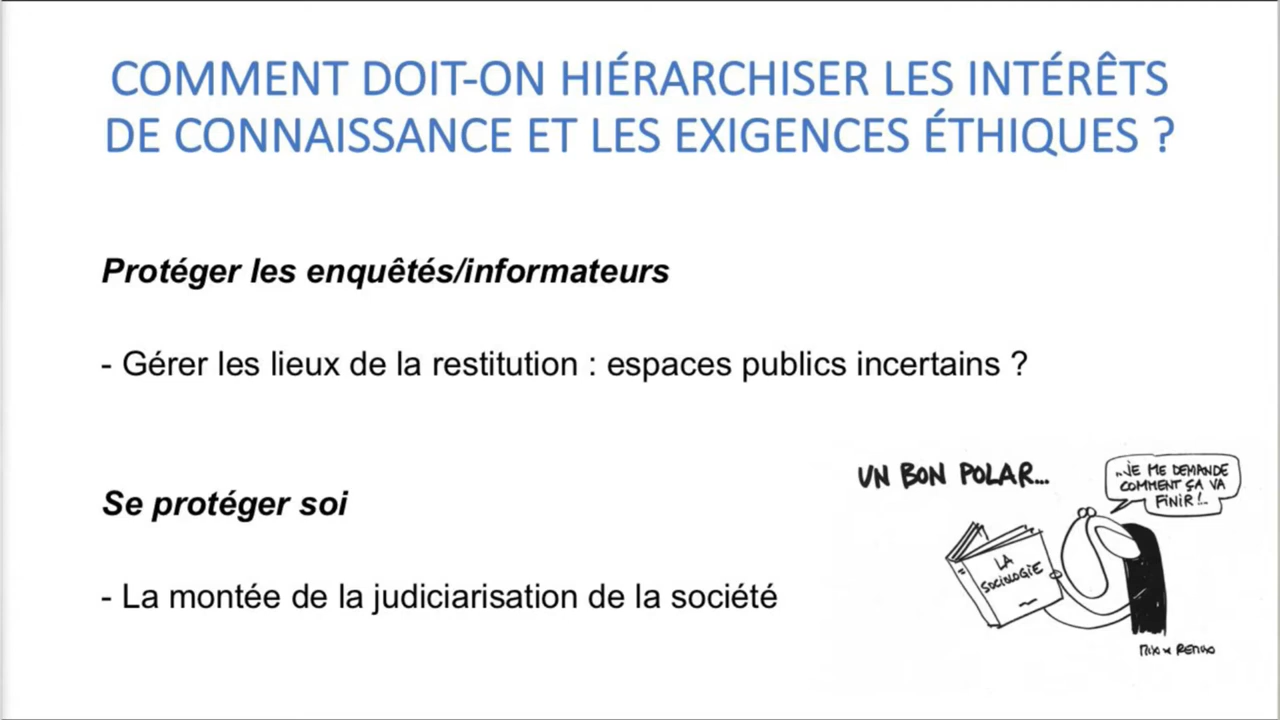 COMMENT DOIT-ON HIÉRARCHISER LES INTÉRÊTS
DE CONNAISSANCE ET LES EXIGENCES ÉTHIQUES ?
Protéger les enquêtés/informateurs
- Gérer les lieux de la restitution : espaces publics incertains ?
Se protéger soi
- La montée de la judiciarisation de la société
UN BON POLAR...
...JE ME DEMANDE
COMMENT ÇA VA
FINIR !..
LA
SOCIOLOGIE